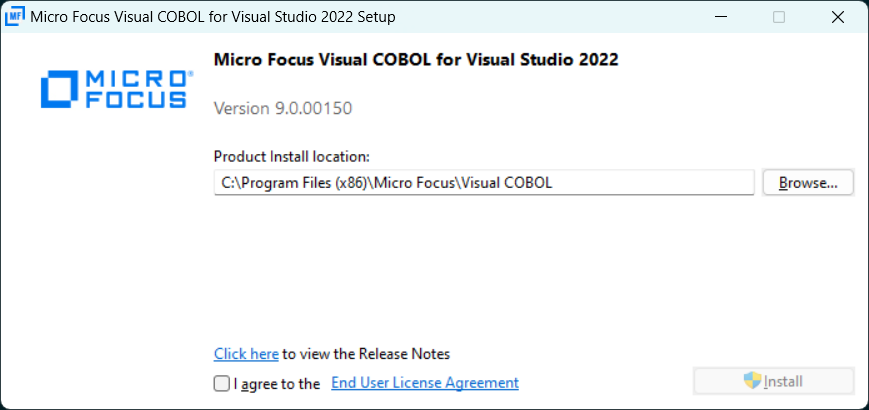 MF Micro Focus Visual COBOL for Visual Studio 2022 Setup
Micro Focus Visual COBOL for Visual Studio 2022
MICRO®
FOCUS
Version 9.0.00150
Product Install location:
C:\Program Files (x86)\Micro Focus\Visual COBOL Browse...
Click here to view the Release Notes
I agree to the End User License Agreement Install